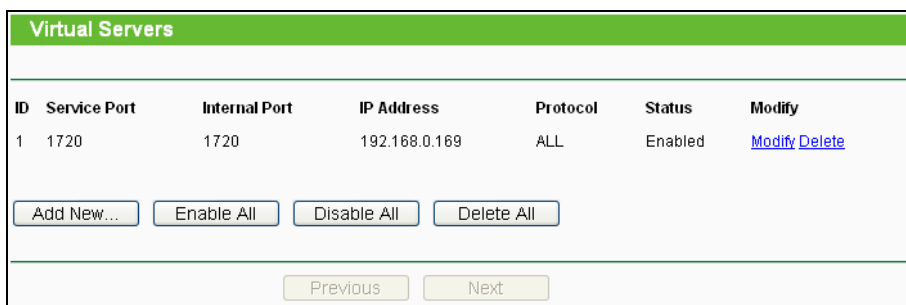 Virtual Servers
ID Service Port Internal Port IP Address Protocol Status Modify
1 1720 1720 192.168.0.169 ALL Enabled Modify Delete
Add New... Enable All Disable All Delete All
Previous Next